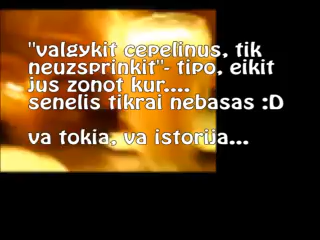 "valgykit cepelinus, tik
neuzsprinkit"- tipo, eikit
jus zonot kur....
senelis tikrai nebasas :D
va tokia, va istorija...